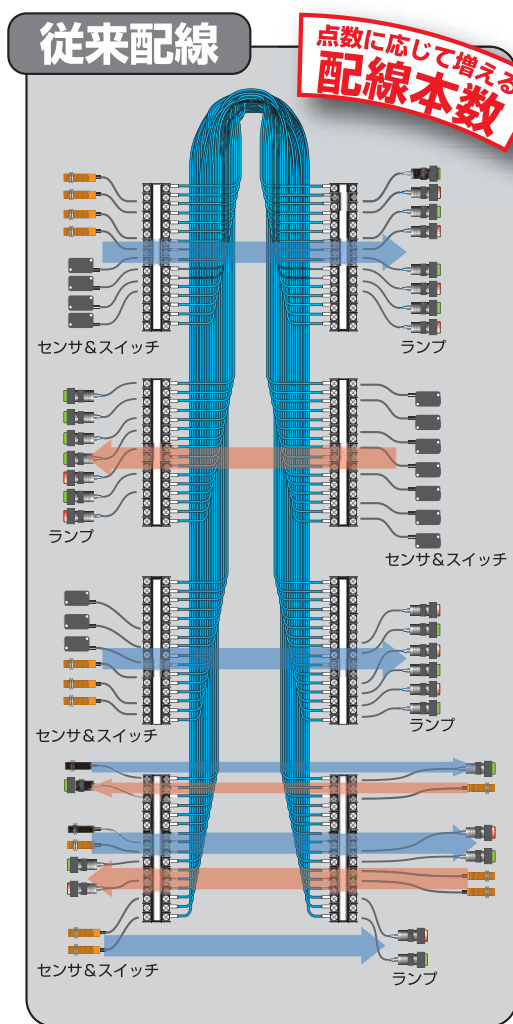 従来配線
点数に応じて増える
配線本数
センサ&スイッチ
ランプ
ランプ
センサ&スイッチ
センサ&スイッチ
ランプ
センサ&スイッチ
ランプ